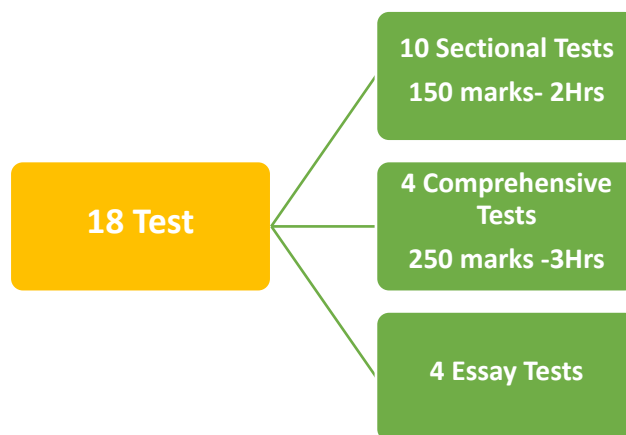 18 Test
10 Sectional Tests
150 marks- 2Hrs
4 Comprehensive
Tests
250 marks -3Hrs
4 Essay Tests